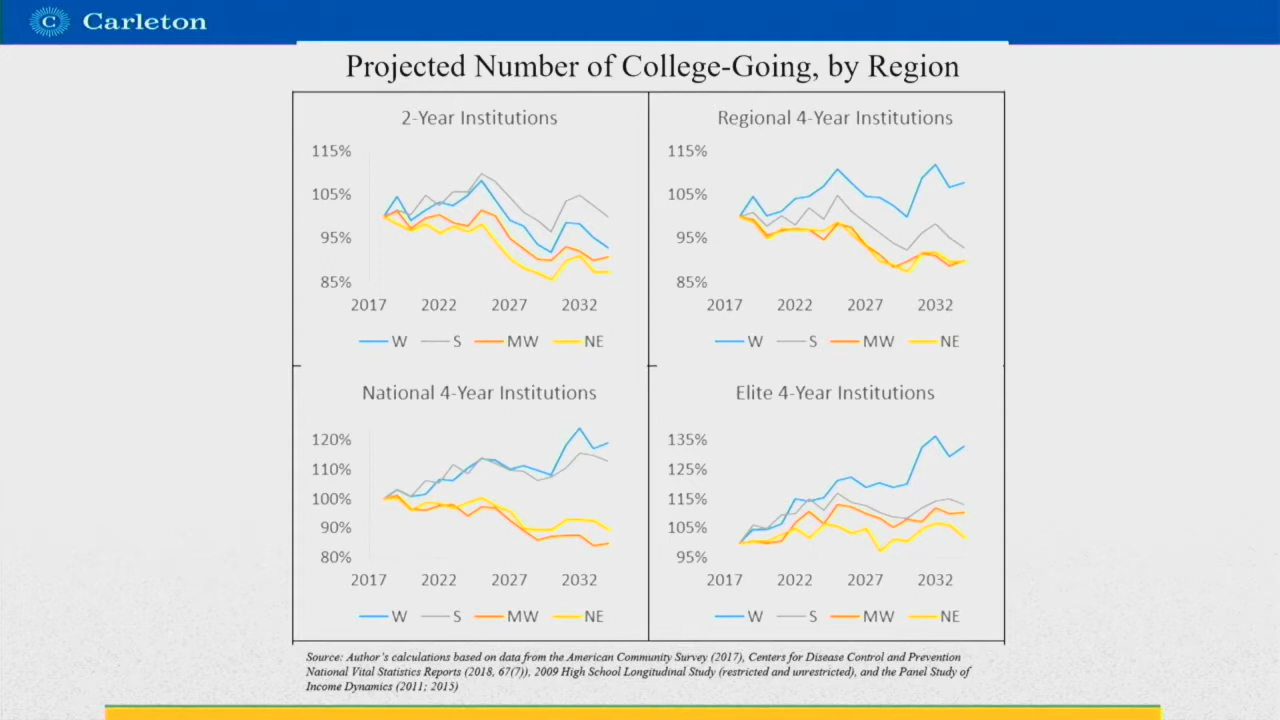 Carleton
Projected Number of College-Going, by Region
2-Year Institutions
115%
105%
95%
85%
2017 2022 2027 2032
W S MW NE
Regional 4-Year Institutions
115%
105%
95%
85%
2017 2022 2027 2032
W S MW NE
National 4-Year Institutions
120%
110%
100%
90%
80%
2017 2022 2027 2032
W S MW NE
Elite 4-Year Institutions
135%
125%
115%
105%
95%
2017 2022 2027 2032
W S MW NE
Source: Author's calculations based on data from the American Community Survey (2017), Centers for Disease Control and Prevention
National Vital Statistics Reports (2018, 67(7)), 2009 High School Longitudinal Study (restricted and unrestricted), and the Panel Study of
Income Dynamics (2011; 2015)